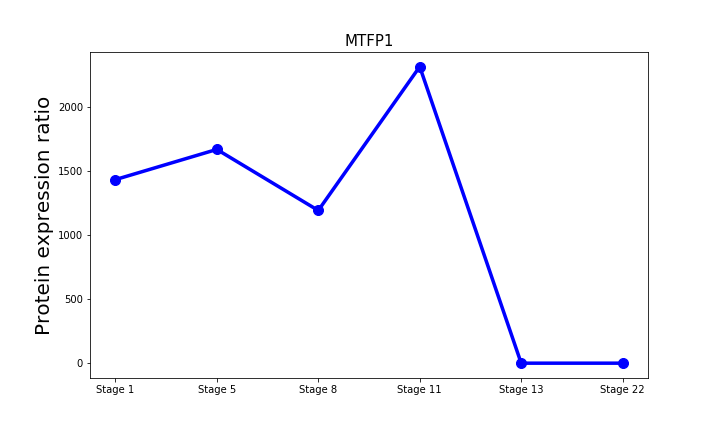 MTFP1
Protein expression ratio
2000
1500
1000
500
0
Stage 1 Stage 5 Stage 8 Stage 11 Stage 13 Stage 22